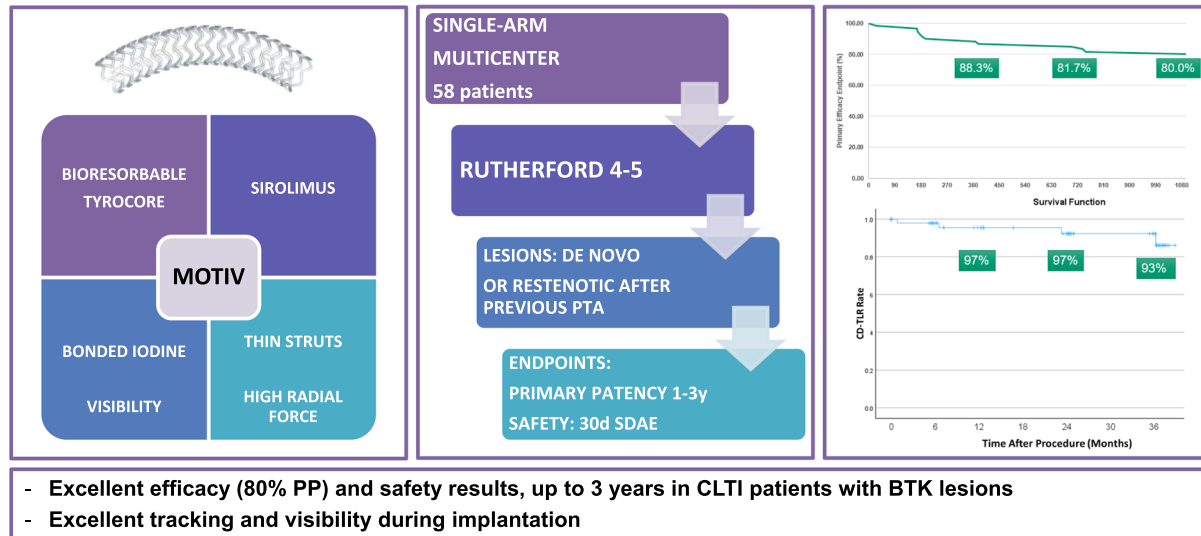 BIORESORBABLE
TYROCORE
SIROLIMUS
MOTIV
BONDED IODINE
VISIBILITY
THIN STRUTS
HIGH RADIAL
FORCE
SINGLE-ARM
MULTICENTER
58 patients
RUTHERFORD 4-5
LESIONS: DE NOVO
OR RESTENOTIC AFTER
PREVIOUS PTA
ENDPOINTS:
PRIMARY PATENCY 1-3y
SAFETY: 30d SDAE
Primary Efficacy Endpoint (%)
100.00
80.00
60.00
40.00
20.00
0.00
88.3%
81.7%
80.0%
0 90 180 270 360 450 540 630 720 810 900 990 1080
Survival Function
CD-TLR Rate
1.0
0.8
6
4
0.2
0.0
97%
97%
93%
0 6 12 18 24 30 36
Time After Procedure (Months)
- Excellent efficacy (80% PP) and safety results, up to 3 years in CLTI patients with BTK lesions
- Excellent tracking and visibility during implantation